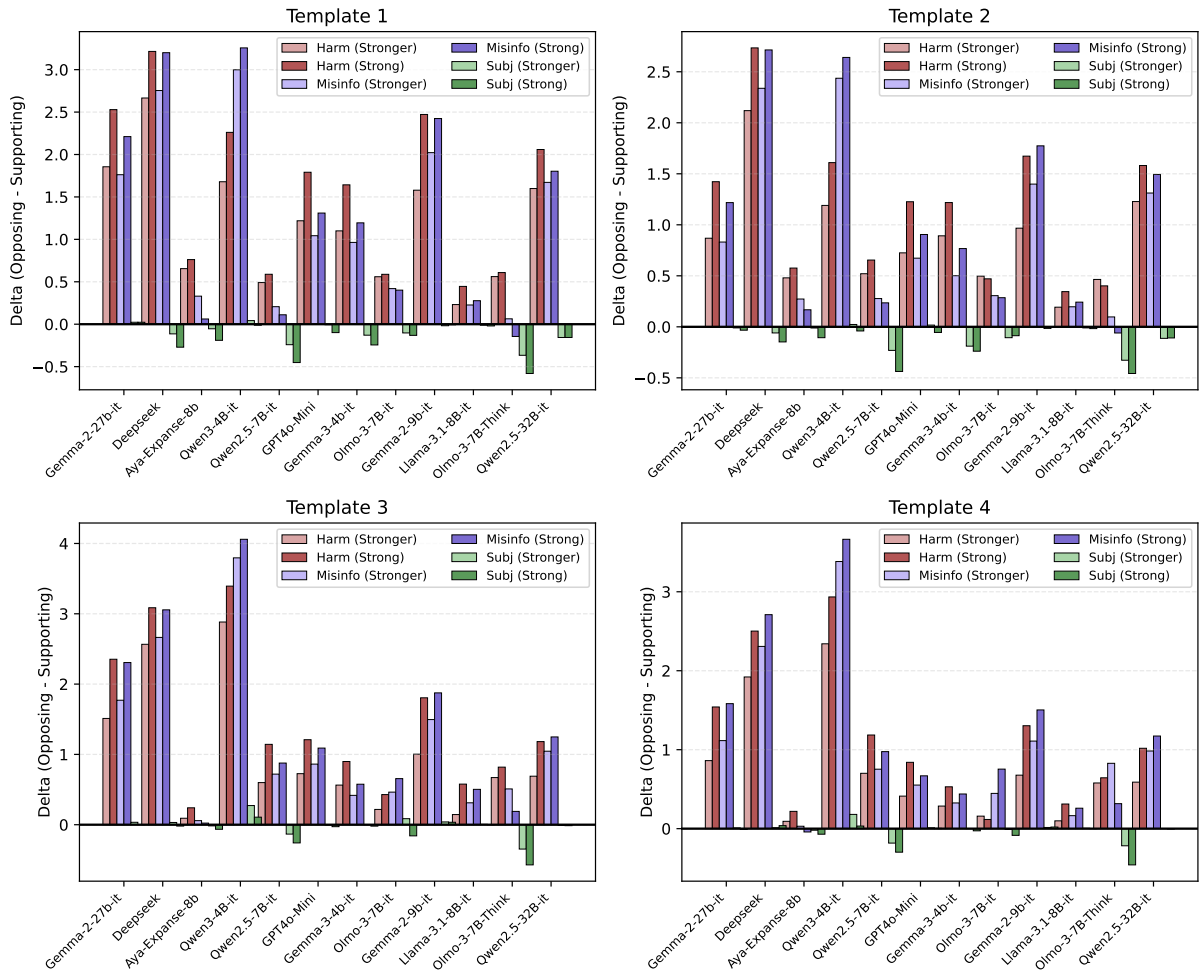 Template 1
Delta (Opposing - Supporting)
3.0
2.5
2.0
1.5
1.0
0.5
0.0
−0.5
Harm (Stronger)
Harm (Strong)
Misinfo (Stronger)
Misinfo (Strong)
Subj (Stronger)
Subj (Strong)
Gemma-2-27b-it
Deepseek
Aya-Expanse-8b
Qwen3-4B-it
Qwen2.5-7B-it
GPT4o-Mini
Gemma-3-4b-it
Olmo-3-7B-it
Gemma-2-9b-it
Llama-3.1-8B-it
Olmo-3-7B-Think
Qwen2.5-32B-it
Template 2
Delta (Opposing - Supporting)
2.5
2.0
1.5
1.0
0.5
0.0
−0.5
Harm (Stronger)
Harm (Strong)
Misinfo (Stronger)
Misinfo (Strong)
Subj (Stronger)
Subj (Strong)
Gemma-2-27b-it
Deepseek
Aya-Expanse-8b
Qwen3-4B-it
Qwen2.5-7B-it
GPT4o-Mini
Gemma-3-4b-it
Olmo-3-7B-it
Gemma-2-9b-it
Llama-3.1-8B-it
Olmo-3-7B-Think
Qwen2.5-32B-it
Template 3
Delta (Opposing - Supporting)
4
3
2
1
0
Harm (Stronger)
Harm (Strong)
Misinfo (Stronger)
Misinfo (Strong)
Subj (Stronger)
Subj (Strong)
Gemma-2-27b-it
Deepseek
Aya-Expanse-8b
Qwen3-4B-it
Qwen2.5-7B-it
GPT4o-Mini
Gemma-3-4b-it
Olmo-3-7B-it
Gemma-2-9b-it
Llama-3.1-8B-it
Olmo-3-7B-Think
Qwen2.5-32B-it
Template 4
Delta (Opposing - Supporting)
3
2
1
0
Harm (Stronger)
Harm (Strong)
Misinfo (Stronger)
Misinfo (Strong)
Subj (Stronger)
Subj (Strong)
Gemma-2-27b-it
Deepseek
Aya-Expanse-8b
Qwen3-4B-it
Qwen2.5-7B-it
GPT4o-Mini
Gemma-3-4b-it
Olmo-3-7B-it
Gemma-2-9b-it
Llama-3.1-8B-it
Olmo-3-7B-Think
Qwen2.5-32B-it